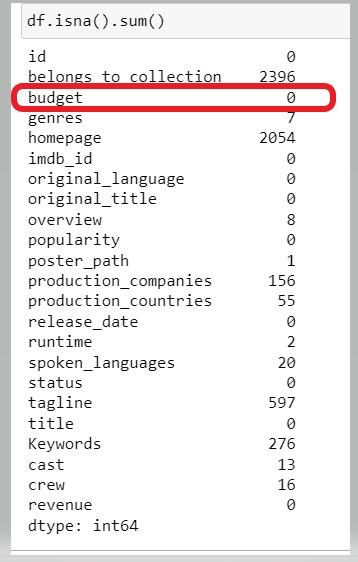 df.isna().sum()
id 0
belongs_to_collection 2396
budget 0
genres 7
homepage 2054
imdb_id 0
original_language 0
original_title 0
overview 8
popularity 0
poster_path 1
production_companies 156
production_countries 55
release_date 0
runtime 2
spoken_languages 20
status 0
tagline 597
title 0
Keywords 276
cast 13
crew 16
revenue 0
dtype: int64